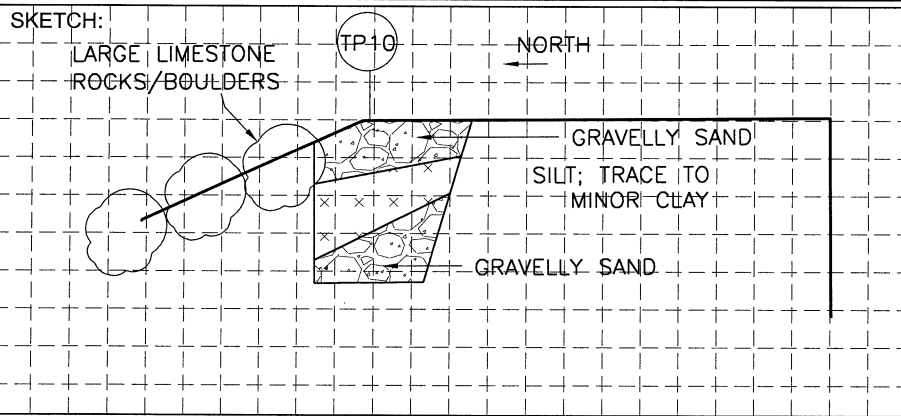 SKETCH:
TP10
NORTH
LARGE LIMESTONE
ROCKS/BOULDERS
GRAVELLY SAND
SILT; TRACE TO
MINOR CLAY
GRAVELLY SAND